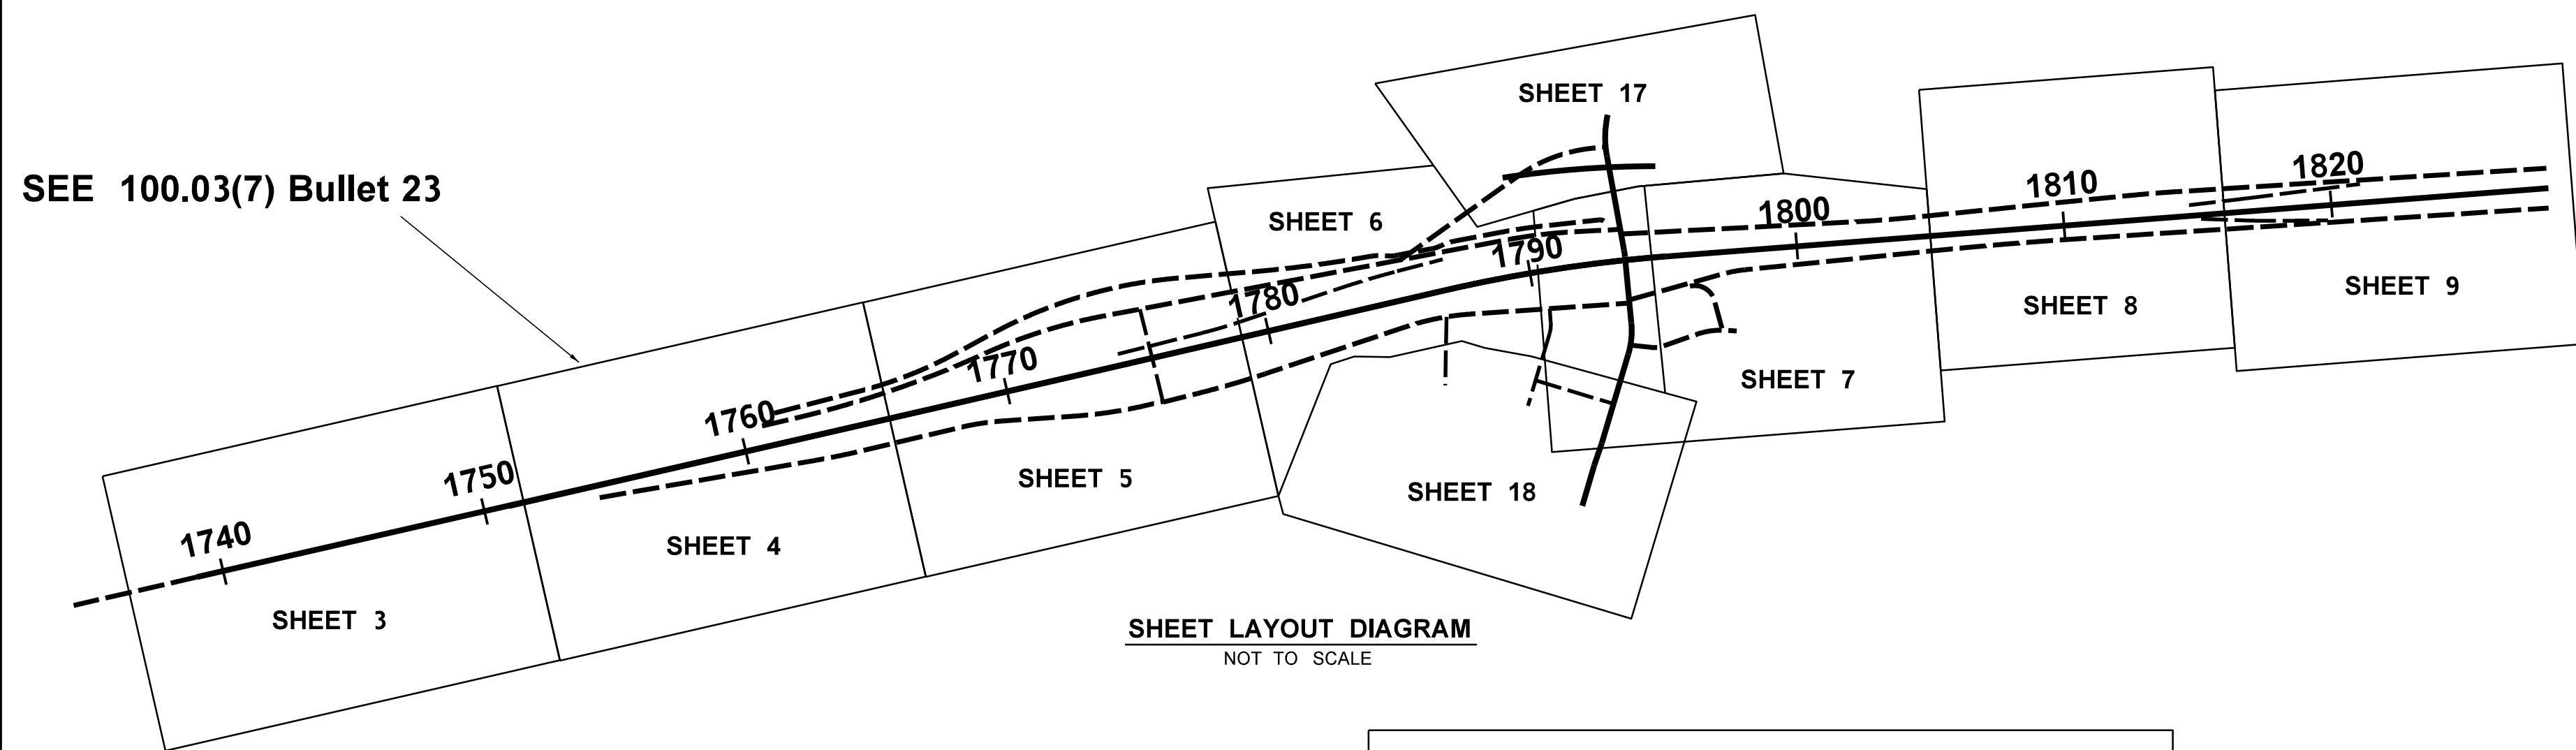 SHEET 17
SEE 100.03(7) Bullet 23
SHEET 6
1820
1810
1800
1790
1780
1770
1760
1750
1740
SHEET 9
SHEET 8
SHEET 7
SHEET 5
SHEET 18
SHEET 4
SHEET 3
SHEET LAYOUT DIAGRAM
NOT TO SCALE